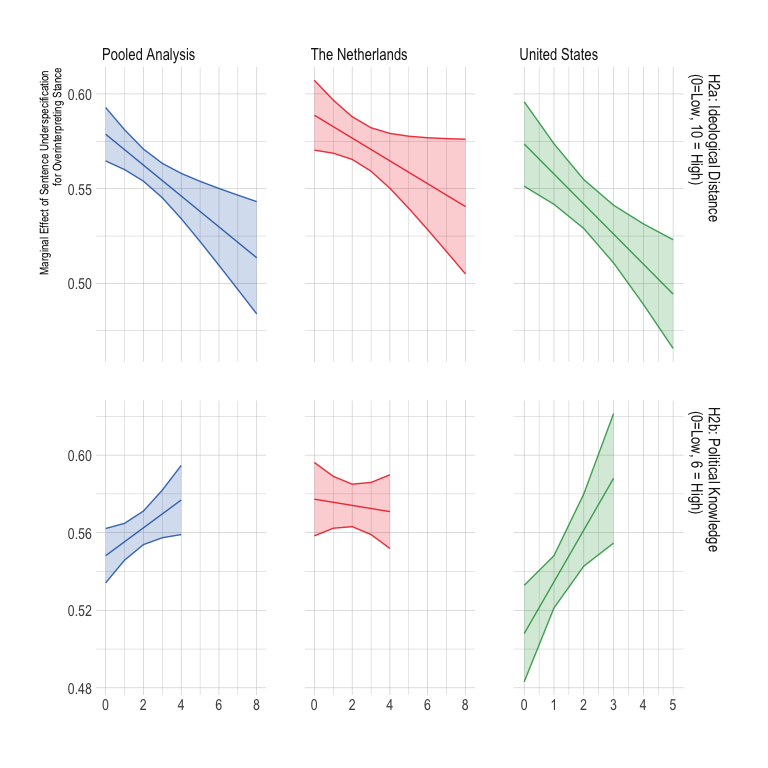 Pooled Analysis
The Netherlands
United States
Marginal Effect of Sentence Underspecification
for Overinterpreting Stance
0.60
0.55
0.50
H2a: Ideological Distance
(0=Low, 10 = High)
0.60
0.56
0.52
0.48
H2b: Political Knowledge
(0=Low, 6 = High)
0 2 4 6 8
0 2 4 6 8
0 1 2 3 4 5